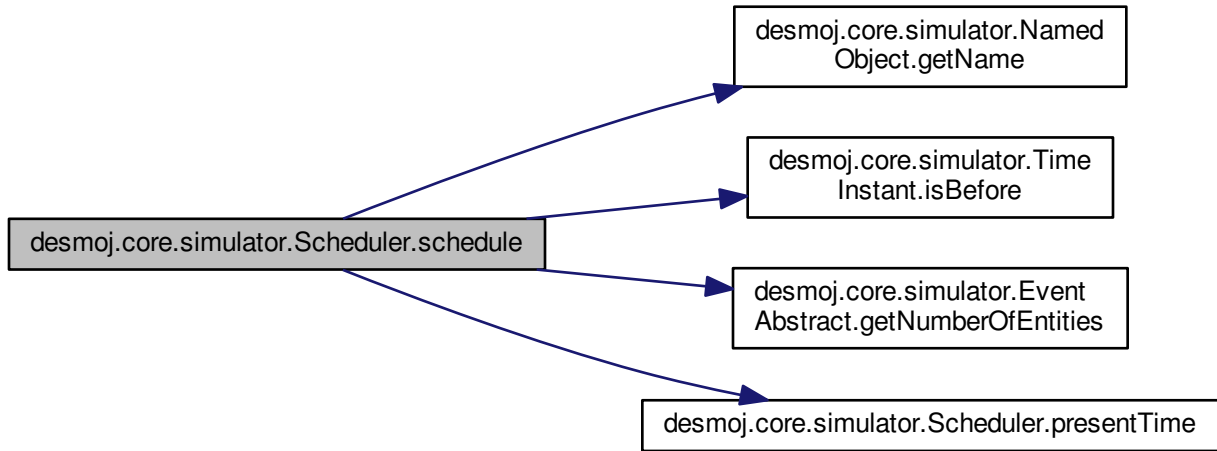 desmoj.core.simulator.Named
Object.getName
desmoj.core.simulator.Time
Instant.isBefore
desmoj.core.simulator.Scheduler.schedule
desmoj.core.simulator.Event
Abstract.getNumberOfEntities
desmoj.core.simulator.Scheduler.presentTime